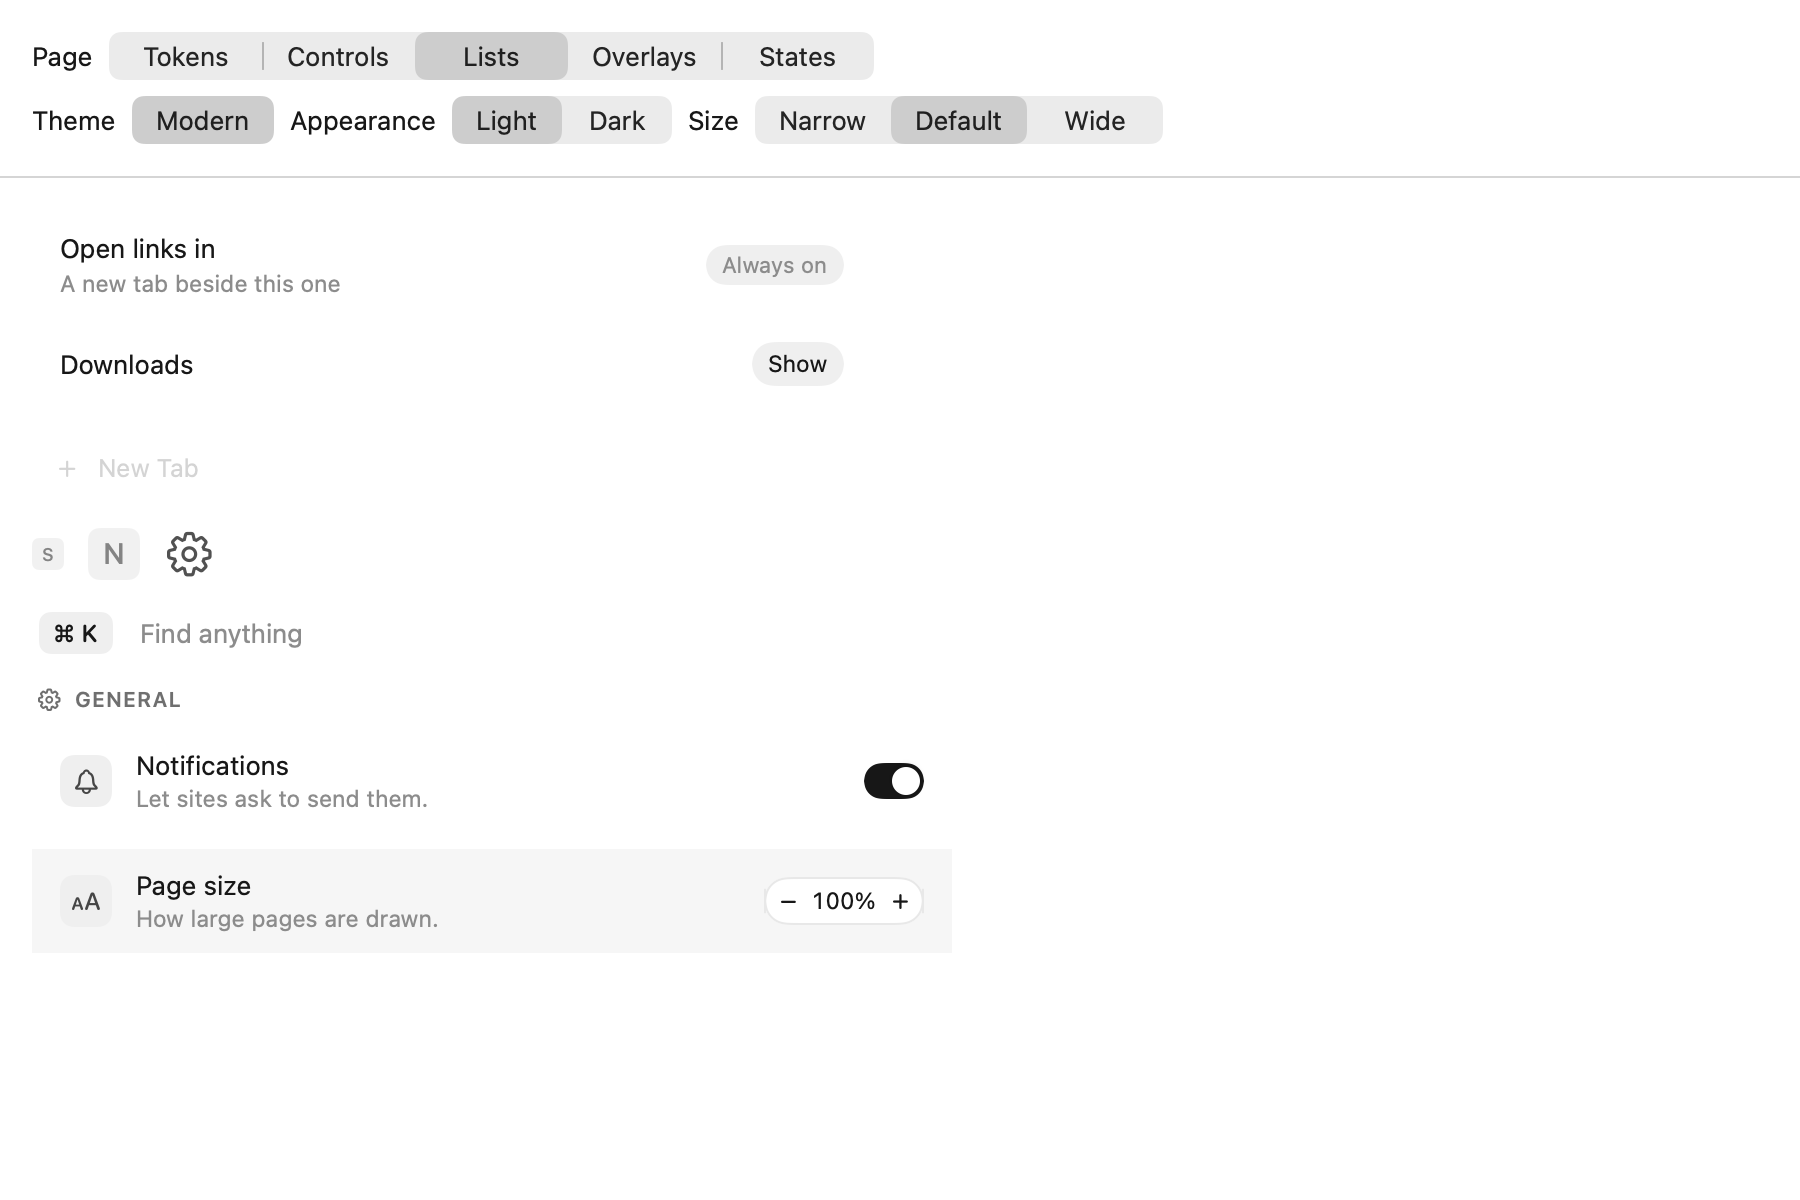 Page Tokens Controls Lists Overlays States
Theme Modern Appearance Light Dark Size Narrow Default Wide
Open links in
A new tab beside this one
Always on
Downloads
Show
+ New Tab
S N
⌘ K Find anything
GENERAL
Notifications
Let sites ask to send them.
AA
Page size
How large pages are drawn.
− 100% +